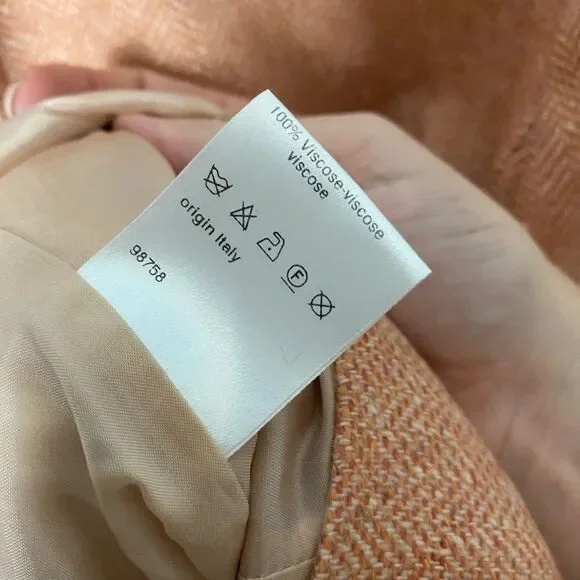 100% Viscose-viscose
viscose
F
origin Italy
98758